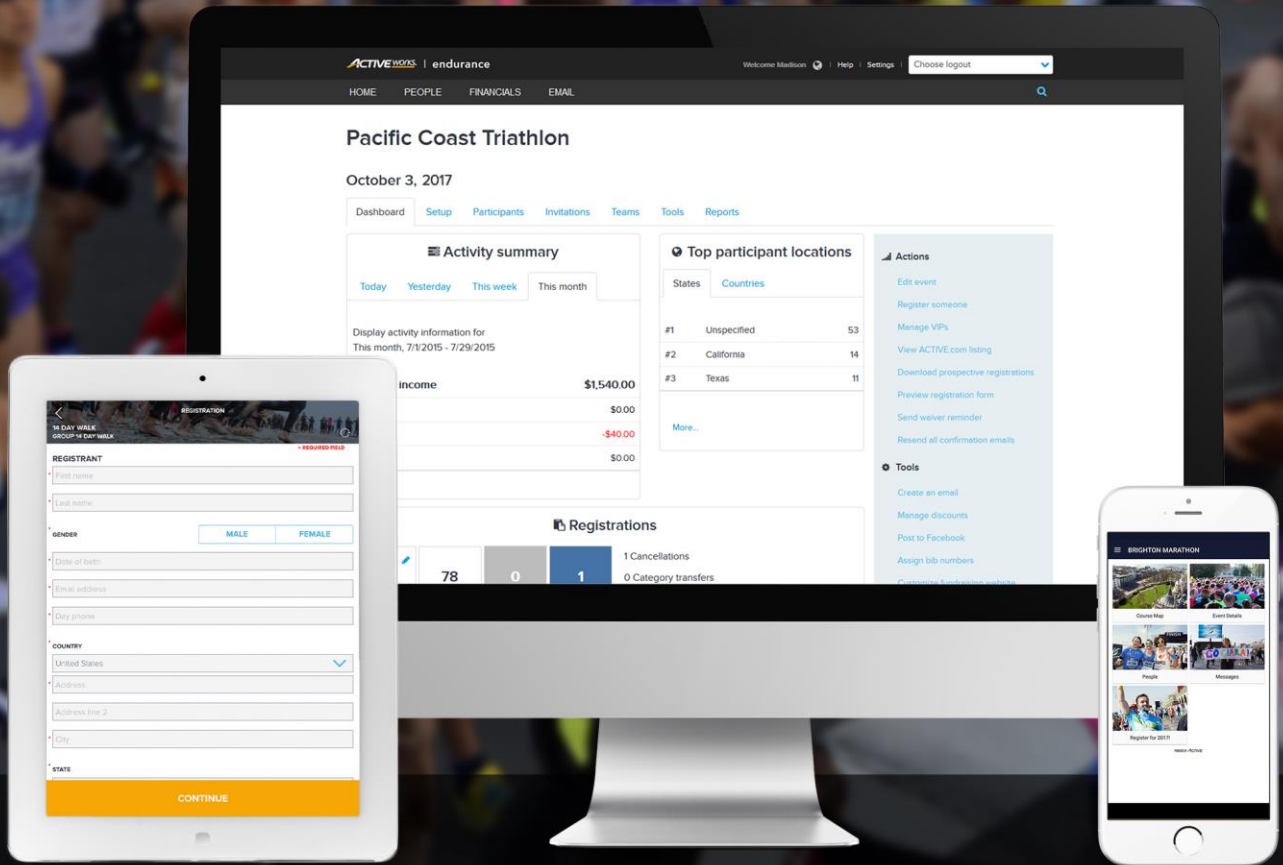 ACTIVEworks. | endurance
Welcome Madison | Help | Settings | Choose logout
HOME PEOPLE FINANCIALS EMAIL
Pacific Coast Triathlon
October 3, 2017
Dashboard Setup Participants Invitations Teams Tools Reports
Activity summary
Today Yesterday This week This month
Display activity information for
This month, 7/1/2015 - 7/29/2015
income $1,540.00
$0.00
-$40.00
$0.00
Top participant locations
States Countries
#1 Unspecified 53
#2 California 14
#3 Texas 11
More...
Actions
Edit event
Register someone
Manage VIPs
View ACTIVE.com listing
Download prospective registrations
Preview registration form
Send waiver reminder
Resend all confirmation emails
Tools
Create an email
Manage discounts
Post to Facebook
Assign bib numbers
Customize fundraising website
Registrations
78 0 1
1 Cancellations
0 Category transfers
REGISTRATION
14 DAY WALK
GROUP 14 DAY WALK
* REQUIRED FIELD
REGISTRANT
* First name
* Last name
* GENDER MALE FEMALE
* Date of birth
* Email address
* Day phone
* COUNTRY
United States
* Address
Address line 2
* City
* STATE
CONTINUE
BRIGHTON MARATHON
Course Map Event Details
FINISH
GO
People Messages
Register for 2017!